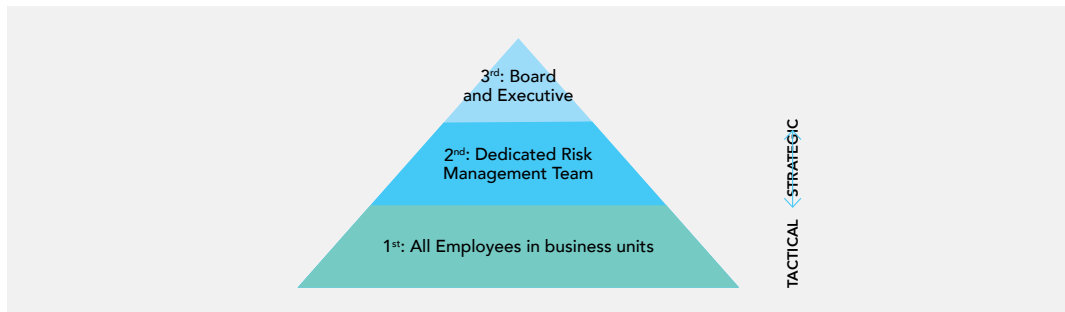 3rd: Board
and Executive
2nd: Dedicated Risk
Management Team
1st: All Employees in business units
STRATEGIC
TACTICAL